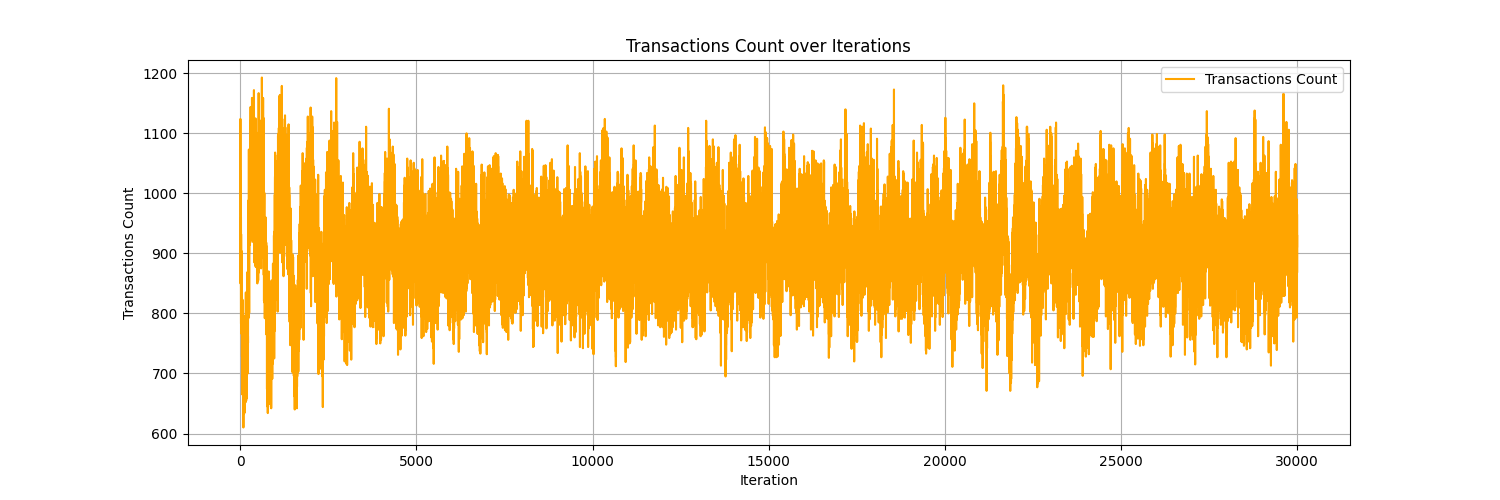 Transactions Count over Iterations
Transactions Count
1200
1100
1000
900
800
700
600
Transactions Count
0 5000 10000 15000 20000 25000 30000
Iteration